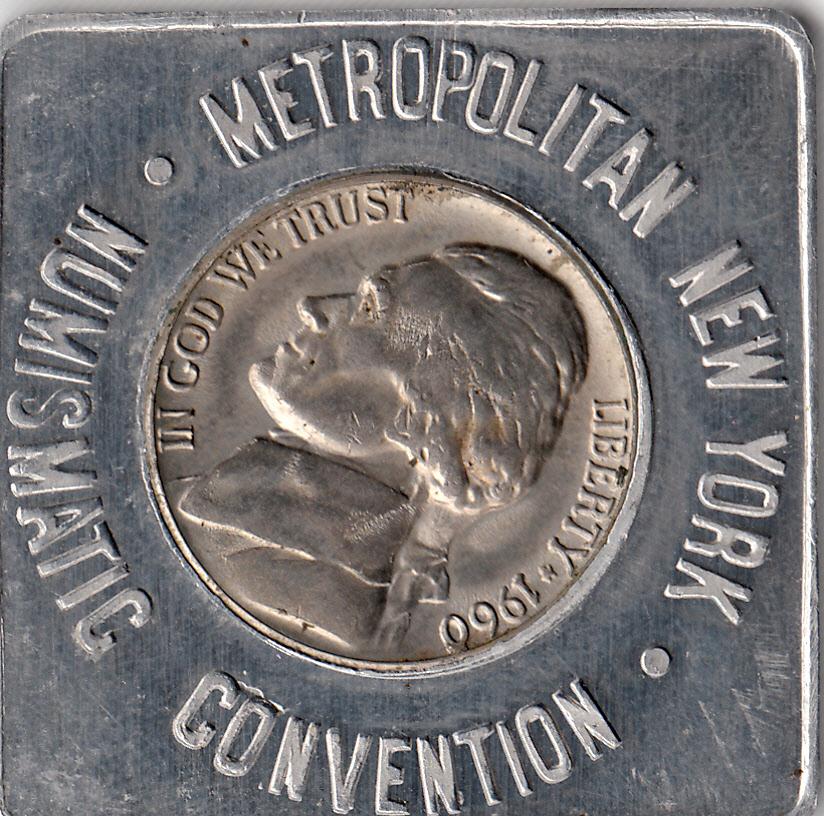 • METROPOLITAN NEW YORK •
NUMISMATIC
CONVENTION
IN GOD WE TRUST
LIBERTY * 1960